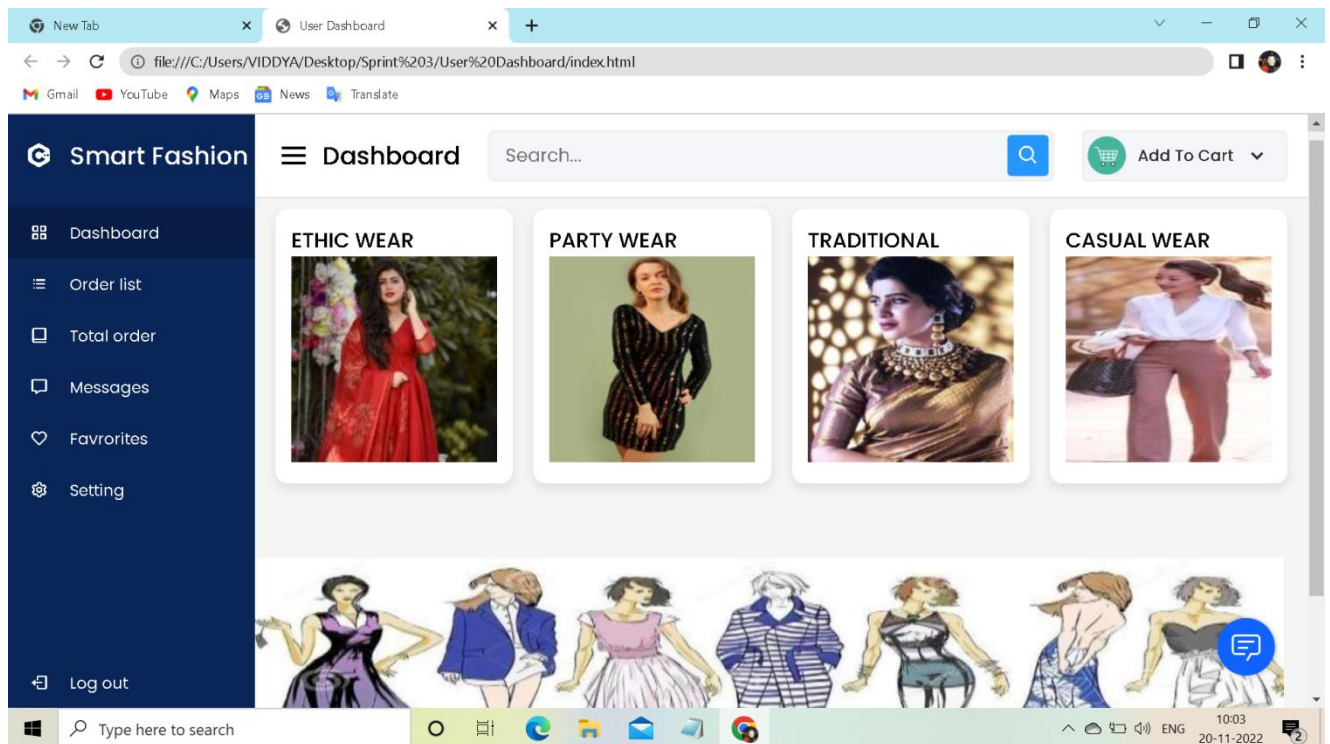 New Tab
User Dashboard
file:///C:/Users/VIDDYA/Desktop/Sprint%203/User%20Dashboard/index.html
Gmail YouTube Maps News Translate
Smart Fashion
Dashboard
Search...
Add To Cart
Dashboard
Order list
Total order
Messages
Favrorites
Setting
Log out
ETHIC WEAR
PARTY WEAR
TRADITIONAL
CASUAL WEAR
Type here to search
ENG
10:03
20-11-2022
2